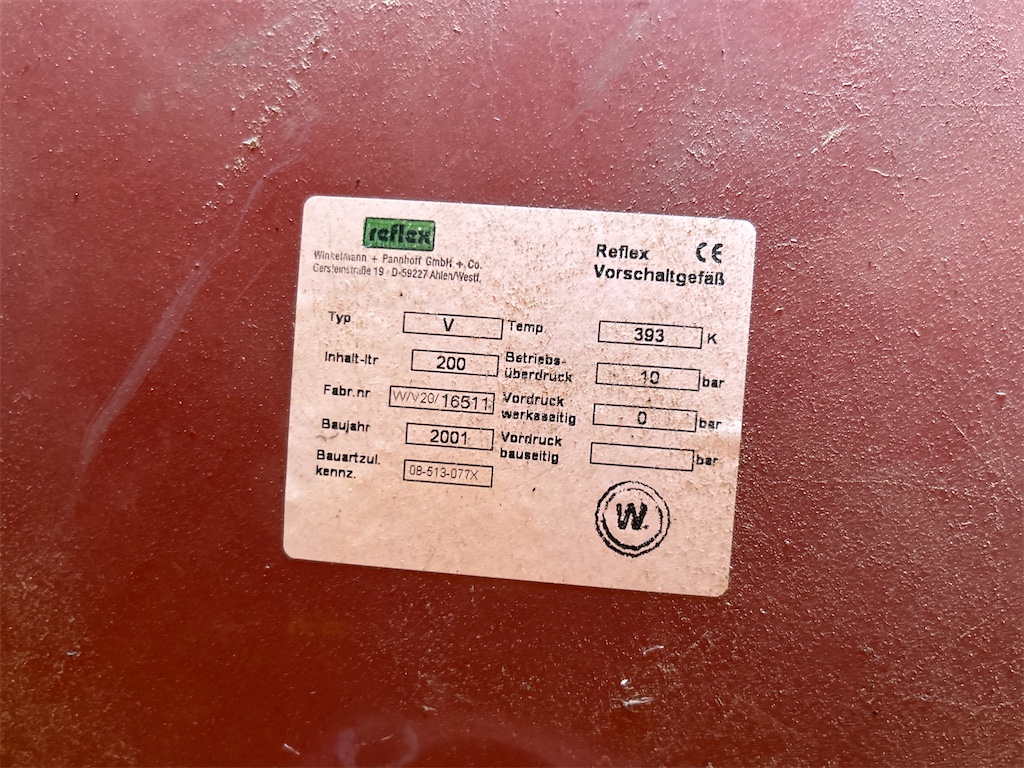 reflex
Winkelmann + Pannhoff GmbH + Co.
Gersteinstraße 19 · D-59227 Ahlen/Westf.
Reflex CE
Vorschaltgefäß
Typ V
Inhalt-ltr 200
Fabr.nr W/V20/16511
Baujahr 2001
Bauartzul.
kennz. 08-513-077X
Temp 393 K
Betriebs-
überdruck 10 bar
Vordruck
werksseitig 0 bar
Vordruck
bauseitig bar
W.